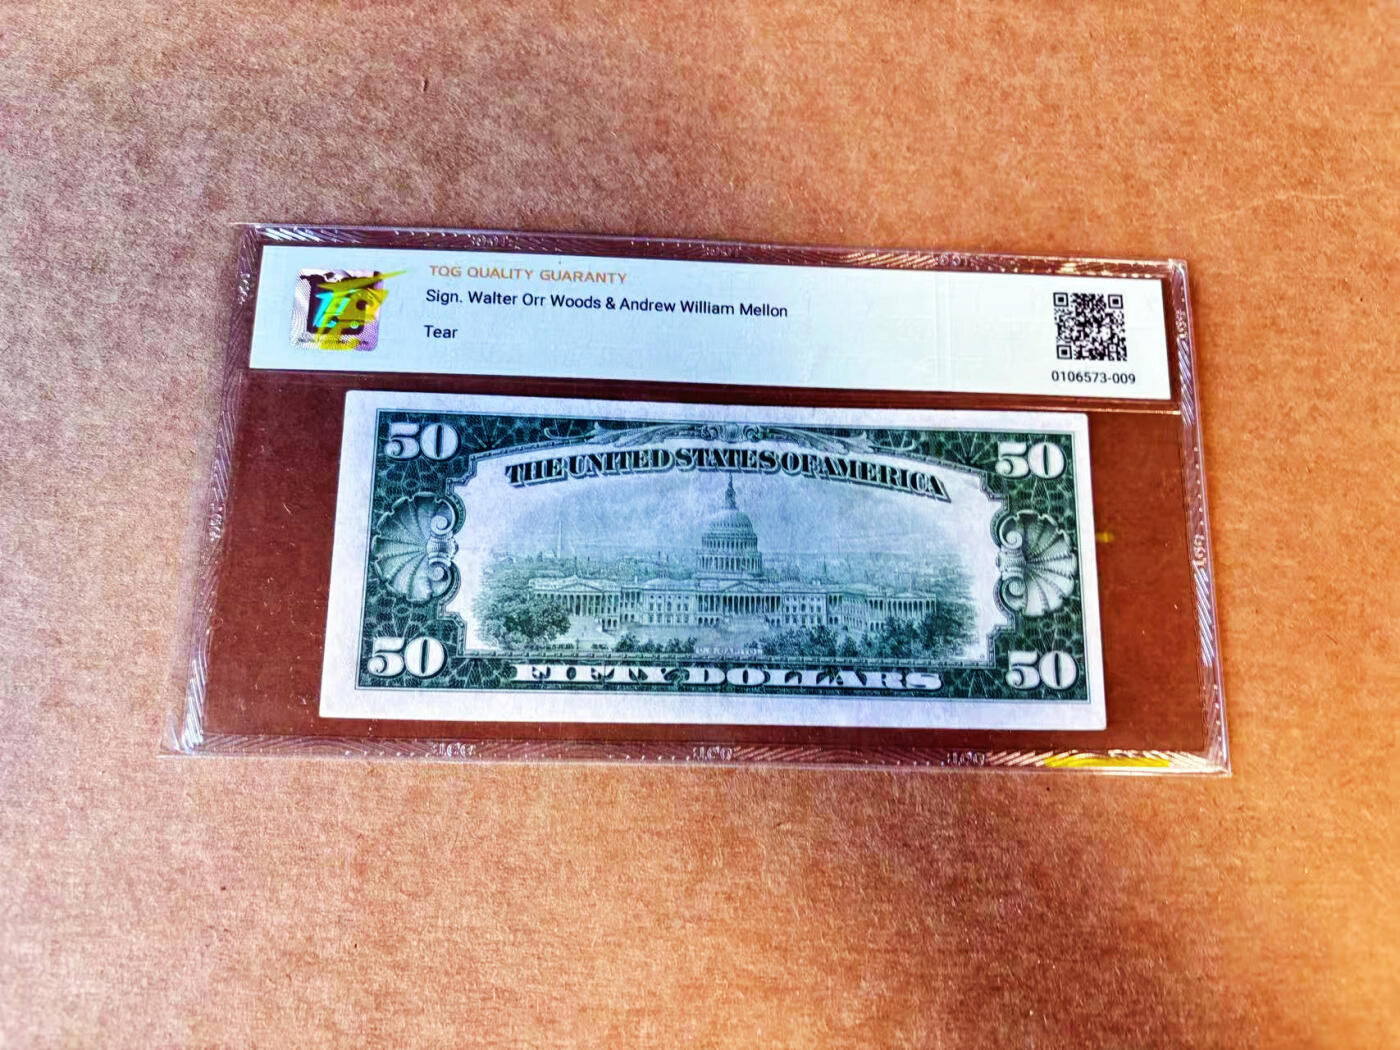 TQG QUALITY GUARANTY
Sign. Walter Orr Woods & Andrew William Mellon
Tear
0106573-009
50 50
THE UNITED STATES OF AMERICA
U.S. CAPITOL
50 50
FIFTY DOLLARS